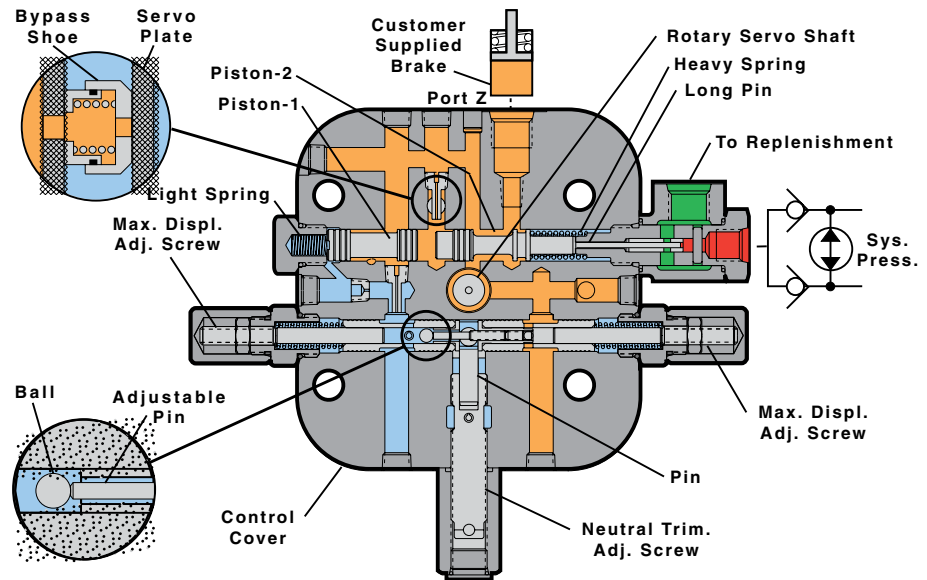 Bypass
Shoe
Servo
Plate
Customer
Supplied
Brake
Rotary Servo Shaft
Heavy Spring
Long Pin
Piston-2
Piston-1
Port Z
To Replenishment
Light Spring
Max. Displ.
Adj. Screw
Sys.
Press.
Ball
Adjustable
Pin
Max. Displ.
Adj. Screw
Pin
Control
Cover
Neutral Trim.
Adj. Screw